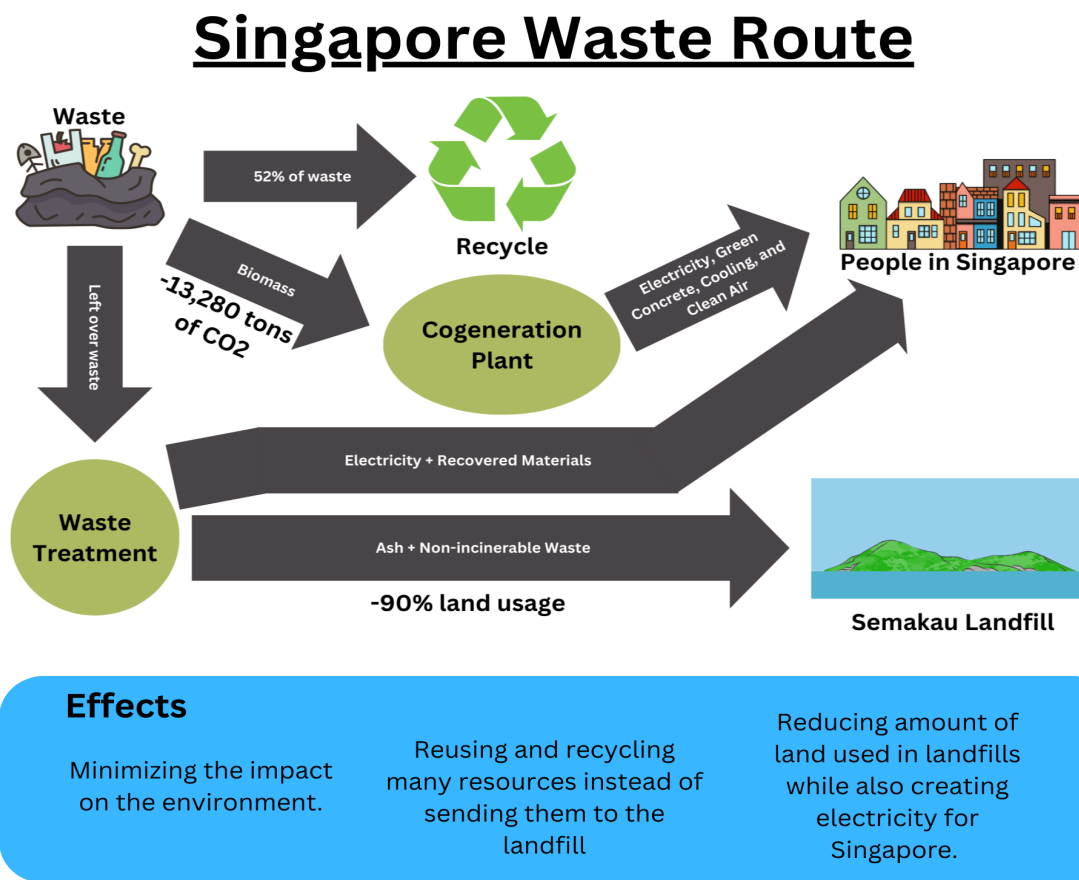 Singapore Waste Route
Waste
52% of waste
Recycle
Biomass
-13,280 tons
of CO2
Left over waste
Cogeneration
Plant
Electricity, Green
Concrete, Cooling, and
Clean Air
People in Singapore
Electricity + Recovered Materials
Waste
Treatment
Ash + Non-incinerable Waste
-90% land usage
Semakau Landfill
Effects
Minimizing the impact
on the environment.
Reusing and recycling
many resources instead of
sending them to the
landfill
Reducing amount of
land used in landfills
while also creating
electricity for
Singapore.